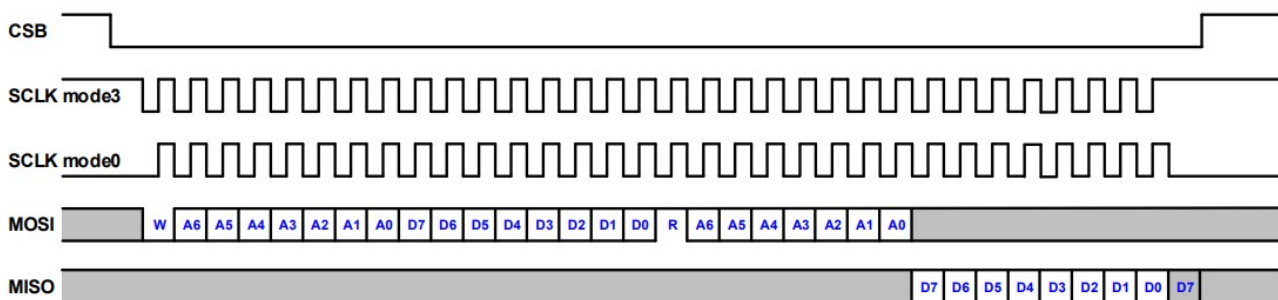 CSB
SCLK mode3
SCLK mode0
MOSI W A6 A5 A4 A3 A2 A1 A0 D7 D6 D5 D4 D3 D2 D1 D0 R A6 A5 A4 A3 A2 A1 A0
MISO D7 D6 D5 D4 D3 D2 D1 D0 D7